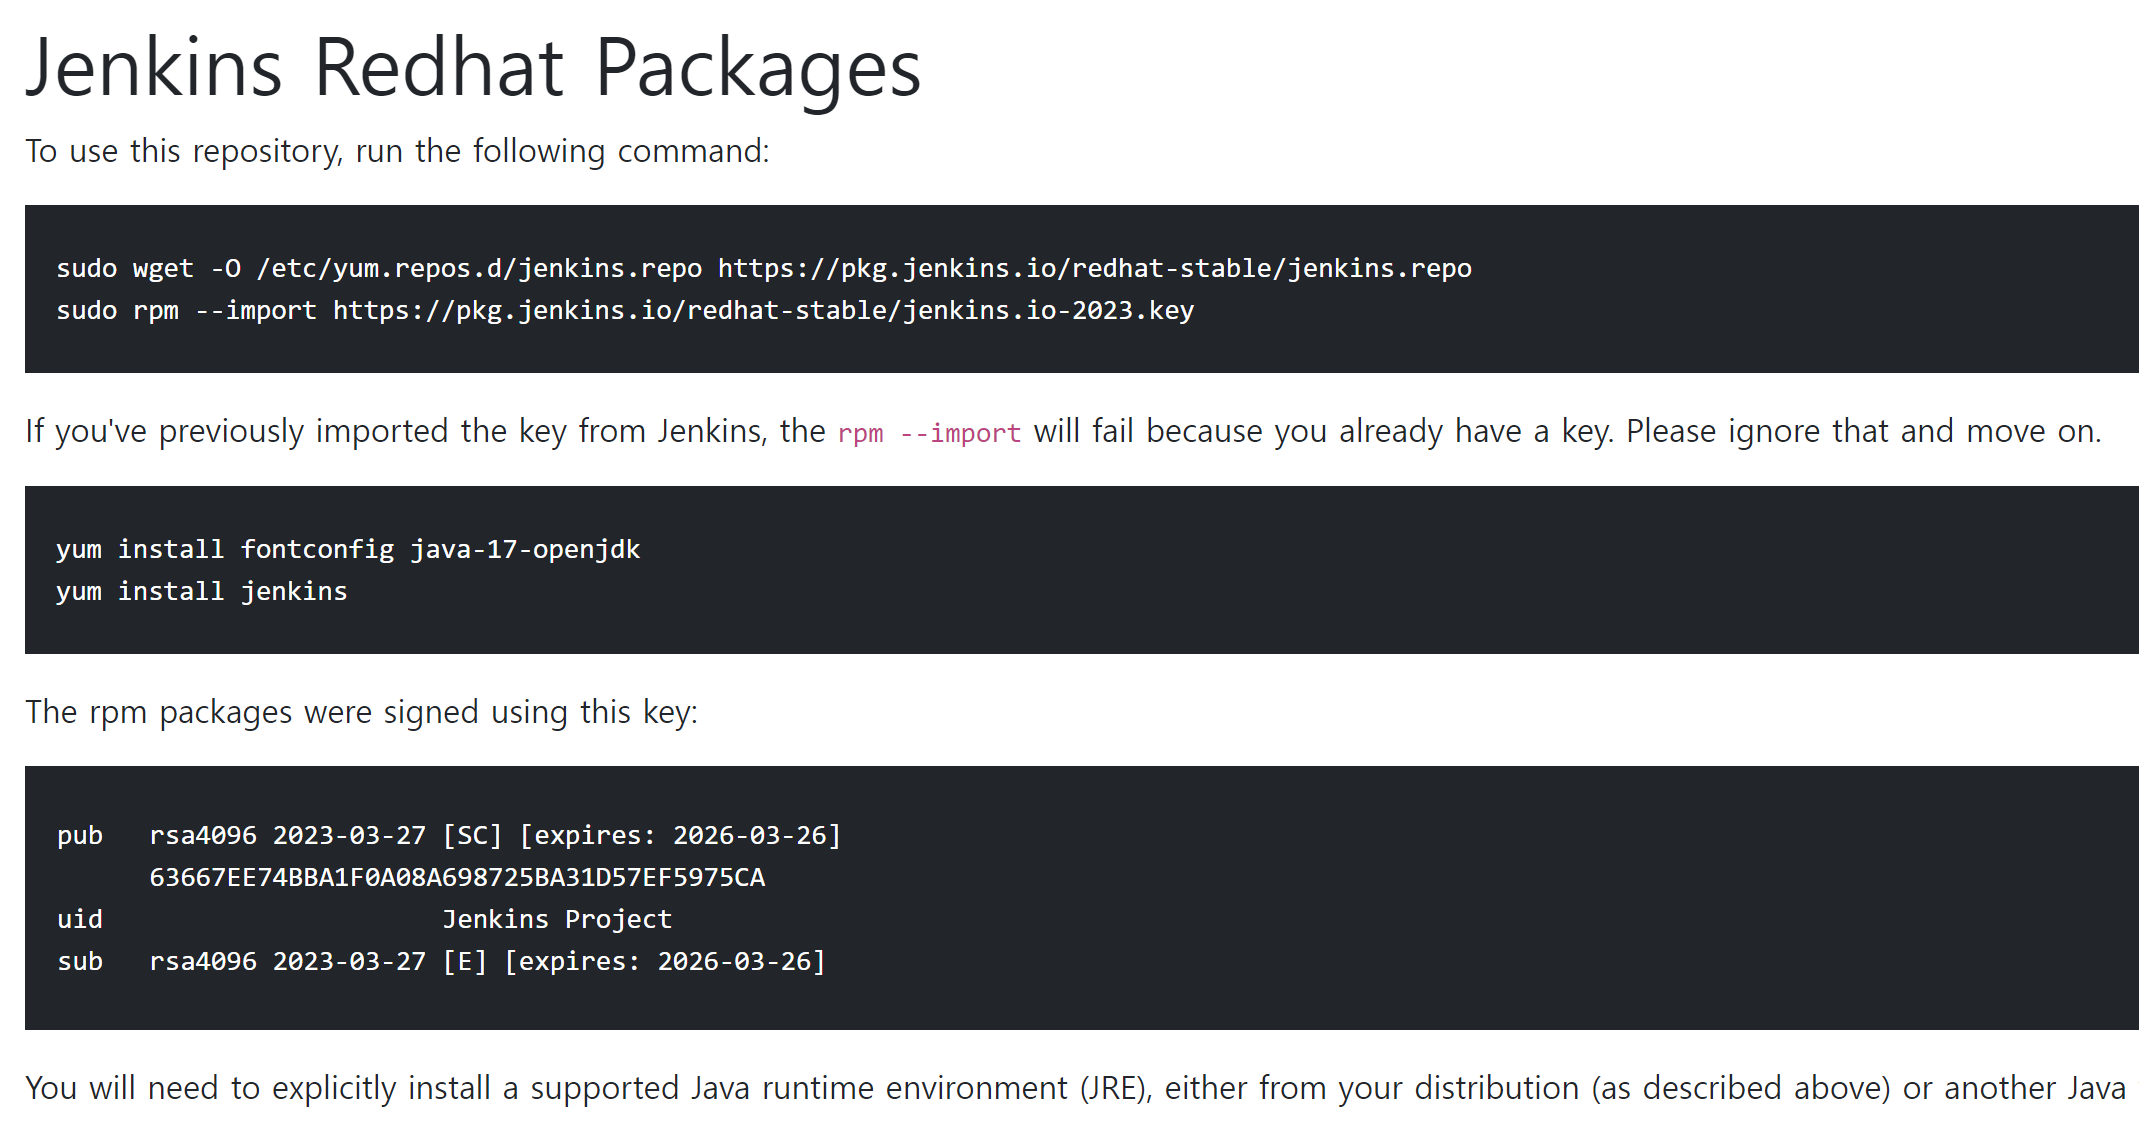 Jenkins Redhat Packages
To use this repository, run the following command:
sudo wget -O /etc/yum.repos.d/jenkins.repo https://pkg.jenkins.io/redhat-stable/jenkins.repo
sudo rpm --import https://pkg.jenkins.io/redhat-stable/jenkins.io-2023.key
If you've previously imported the key from Jenkins, the rpm --import will fail because you already have a key. Please ignore that and move on.
yum install fontconfig java-17-openjdk
yum install jenkins
The rpm packages were signed using this key:
pub   rsa4096 2023-03-27 [SC] [expires: 2026-03-26]
      63667EE74BBA1F0A08A698725BA31D57EF5975CA
uid                      Jenkins Project
sub   rsa4096 2023-03-27 [E] [expires: 2026-03-26]
You will need to explicitly install a supported Java runtime environment (JRE), either from your distribution (as described above) or another Java